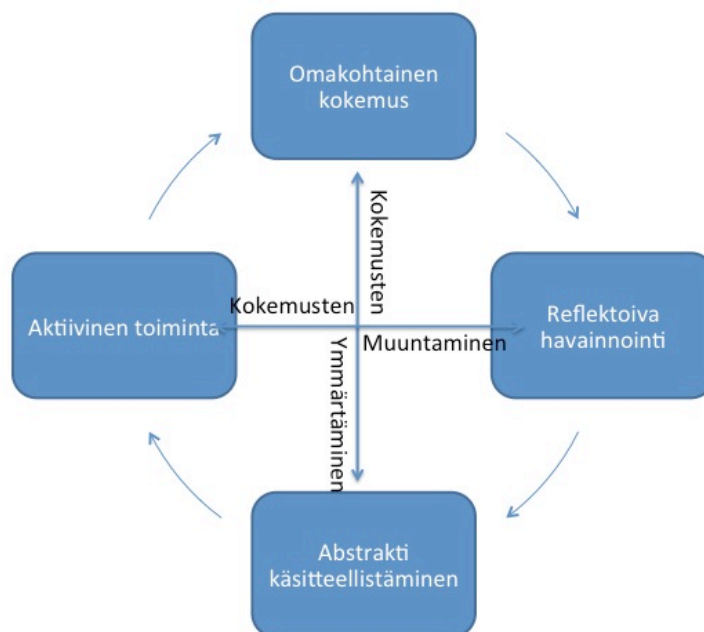 Omakohtainen
kokemus
Kokemusten
Kokemusten
Aktiivinen toiminta
Muuntaminen
Reflektoiva
havainnointi
Ymmärtäminen
Abstrakti
käsitteellistäminen